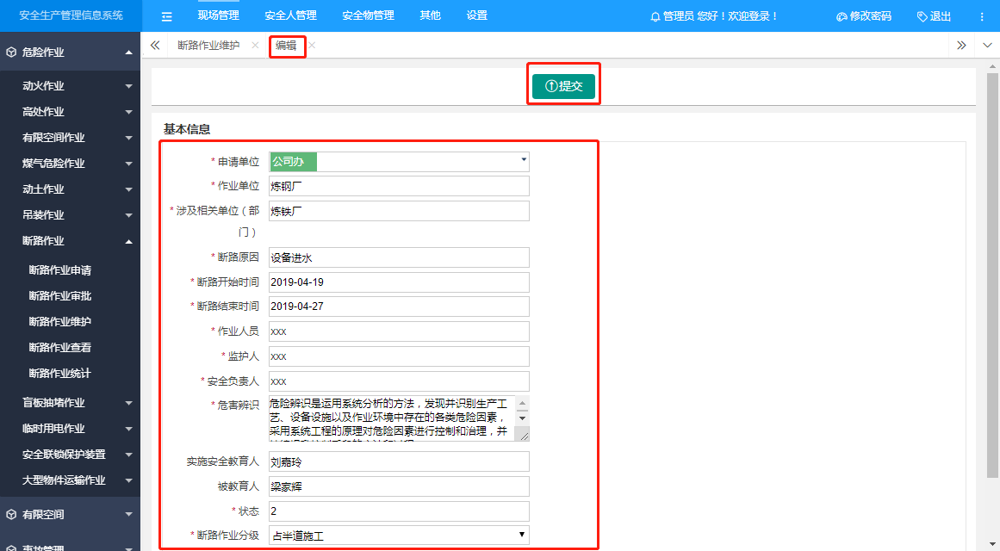 安全生产管理信息系统
现场管理
安全人管理
安全物管理
其他
设置
管理员 您好！欢迎登录！
修改密码
退出
危险作业
动火作业
高处作业
有限空间作业
煤气危险作业
动土作业
吊装作业
断路作业
断路作业申请
断路作业审批
断路作业维护
断路作业查看
断路作业统计
盲板抽堵作业
临时用电作业
安全联锁保护装置
大型物件运输作业
有限空间
事故管理
断路作业维护
编辑
提交
基本信息
* 申请单位 公司办
* 作业单位 炼钢厂
* 涉及相关单位（部 炼铁厂
门）
* 断路原因 设备进水
* 断路开始时间 2019-04-19
* 断路结束时间 2019-04-27
* 作业人员 xxx
* 监护人 xxx
* 安全负责人 xxx
* 危害辨识 危险辨识是运用系统分析的方法，发现并识别生产工
艺、设备设施以及作业环境中存在的各类危险因素，
采用系统工程的原理对危险因素进行控制和治理，并
实施安全教育人 刘嘉玲
被教育人 梁家辉
* 状态 2
* 断路作业分级 占半道施工